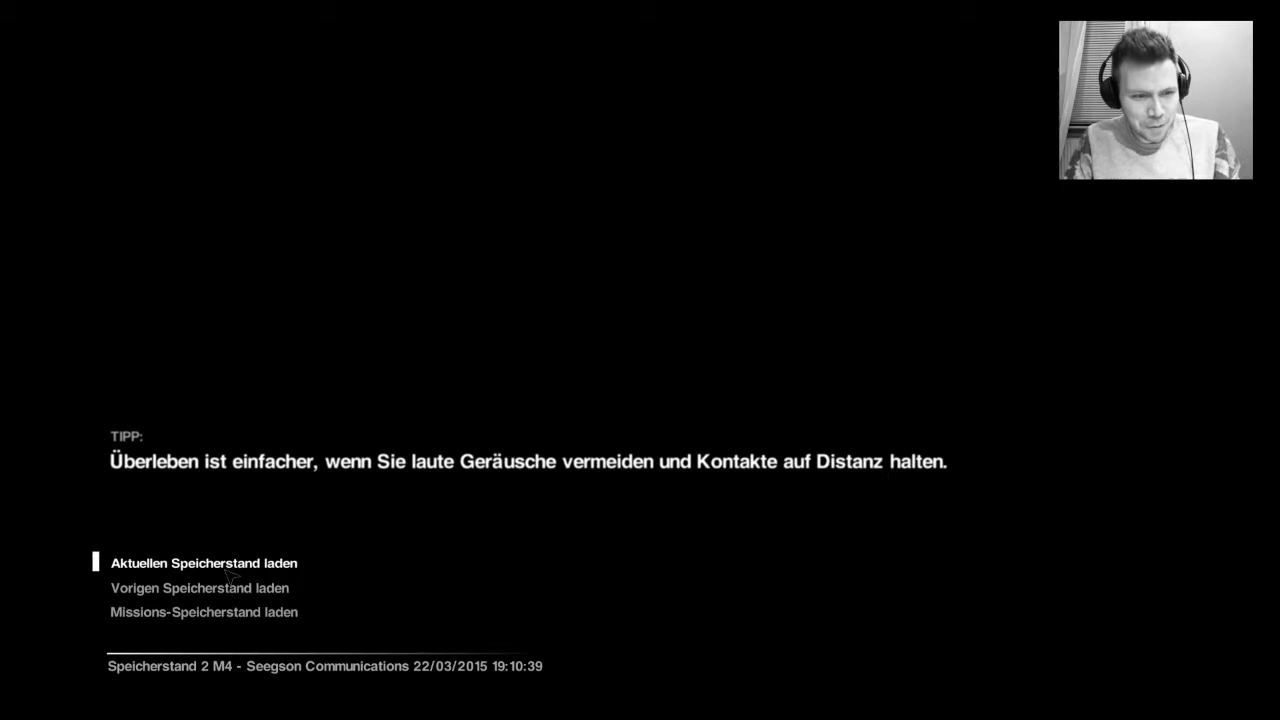 TIPP:
Überleben ist einfacher, wenn Sie laute Geräusche vermeiden und Kontakte auf Distanz halten.
Aktuellen Speicherstand laden
Vorigen Speicherstand laden
Missions-Speicherstand laden
Speicherstand 2 M4 - Seegson Communications 22/03/2015 19:10:39